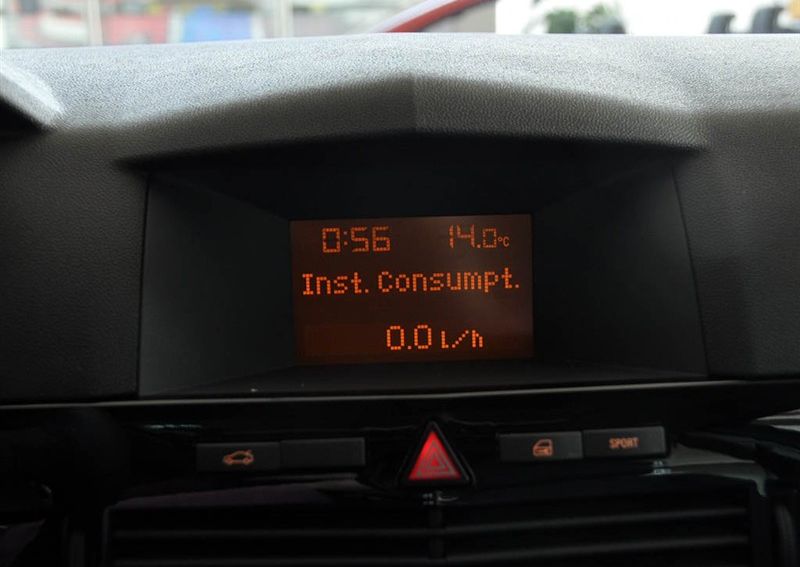 0:56 14.0°C
Inst. Consumpt.
0.0 l/h
SPORT